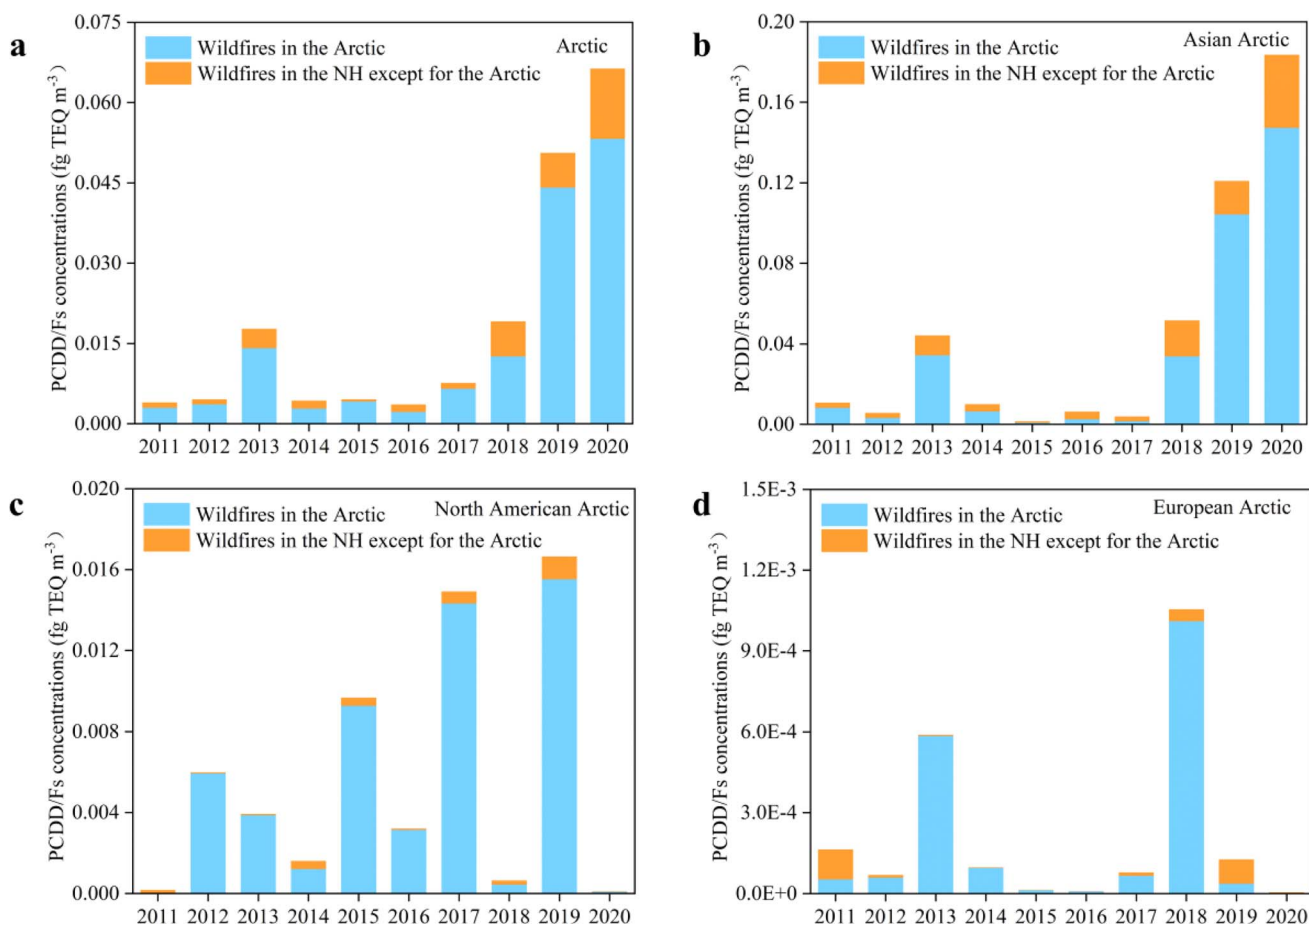 a
Arctic
Wildfires in the Arctic
Wildfires in the NH except for the Arctic
PCDD/Fs concentrations (fg TEQ m⁻³)
0.075
0.060
0.045
0.030
0.015
0.000
2011 2012 2013 2014 2015 2016 2017 2018 2019 2020
b
Asian Arctic
Wildfires in the Arctic
Wildfires in the NH except for the Arctic
PCDD/Fs concentrations (fg TEQ m⁻³)
0.20
0.16
0.12
0.08
0.04
0.00
2011 2012 2013 2014 2015 2016 2017 2018 2019 2020
c
North American Arctic
Wildfires in the Arctic
Wildfires in the NH except for the Arctic
PCDD/Fs concentrations (fg TEQ m⁻³)
0.020
0.016
0.012
0.008
0.004
0.000
2011 2012 2013 2014 2015 2016 2017 2018 2019 2020
d
European Arctic
Wildfires in the Arctic
Wildfires in the NH except for the Arctic
PCDD/Fs concentrations (fg TEQ m⁻³)
1.5E-3
1.2E-3
9.0E-4
6.0E-4
3.0E-4
0.0E+0
2011 2012 2013 2014 2015 2016 2017 2018 2019 2020